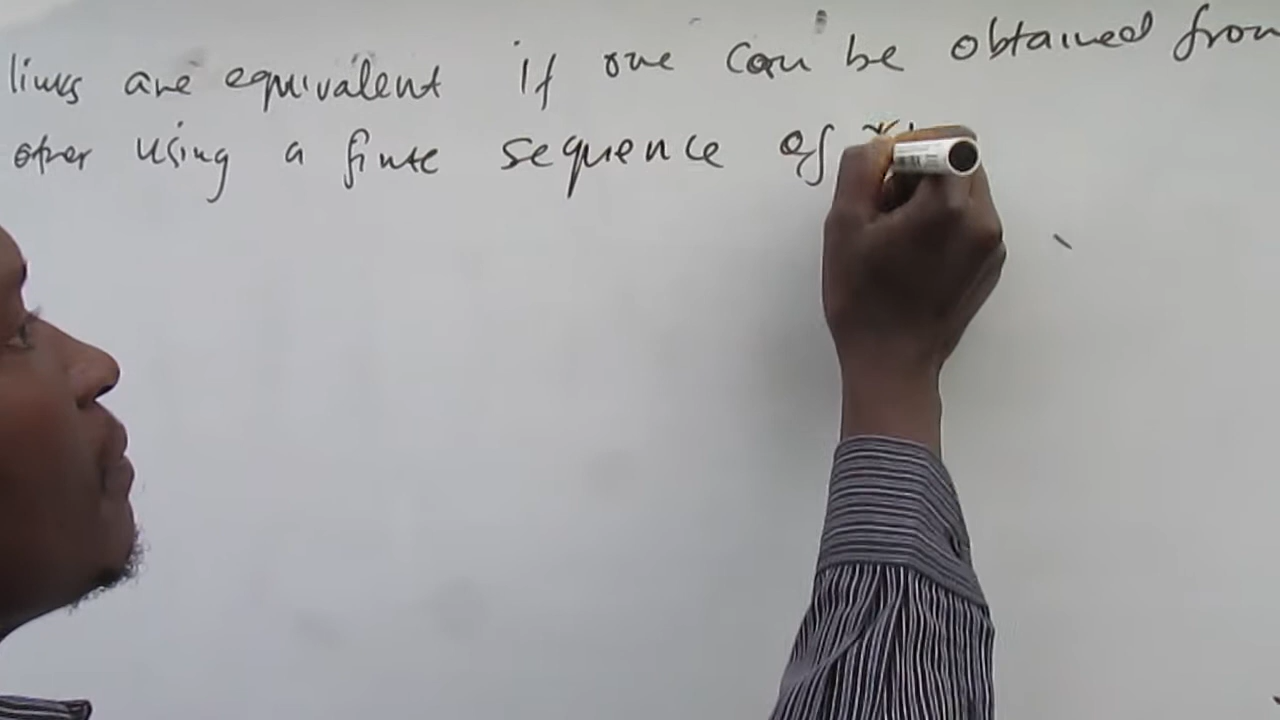 links are equivalent if one can be obtained from
other using a finite sequence of